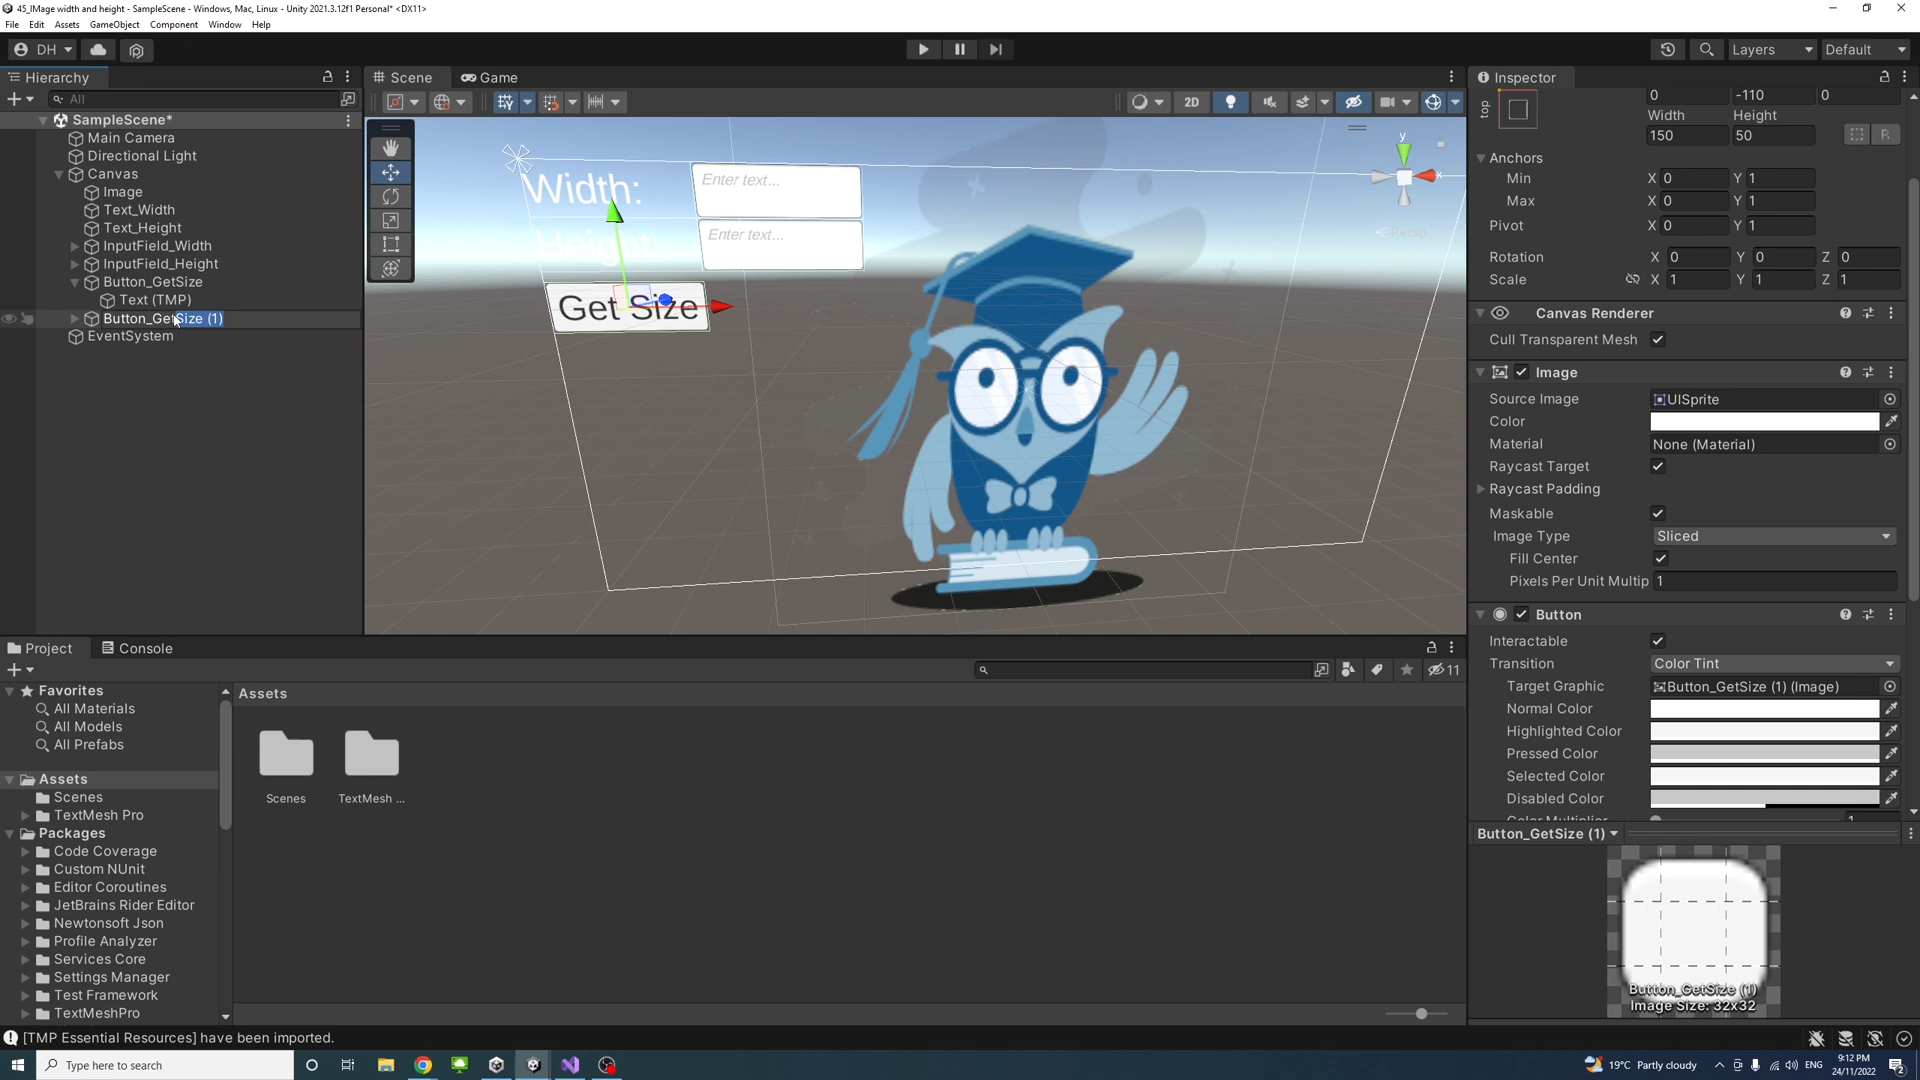 45_IMage width and height - SampleScene - Windows, Mac, Linux - Unity 2021.3.12f1 Personal* <DX11>
File Edit Assets GameObject Component Window Help
DH Layers Default
Hierarchy
All
SampleScene*
Main Camera
Directional Light
Canvas
Image
Text_Width
Text_Height
InputField_Width
InputField_Height
Button_GetSize
Text (TMP)
Button_GetSize (1)
EventSystem
Scene Game
2D
Width: Enter text...
Height Enter text...
Get Size
y
x
Persp
Inspector
top
0 -110 0
Width Height
150 50 R
Anchors
Min X 0 Y 1
Max X 0 Y 1
Pivot X 0 Y 1
Rotation X 0 Y 0 Z 0
Scale X 1 Y 1 Z 1
Canvas Renderer
Cull Transparent Mesh
Image
Source Image UISprite
Color
Material None (Material)
Raycast Target
Raycast Padding
Maskable
Image Type Sliced
Fill Center
Pixels Per Unit Multip 1
Button
Interactable
Transition Color Tint
Target Graphic Button_GetSize (1) (Image)
Normal Color
Highlighted Color
Pressed Color
Selected Color
Disabled Color
Color Multiplier 1
Button_GetSize (1)
Button_GetSize (1)
Image Size: 32x32
Project Console
11
Favorites
All Materials
All Models
All Prefabs
Assets
Scenes
TextMesh Pro
Packages
Code Coverage
Custom NUnit
Editor Coroutines
JetBrains Rider Editor
Newtonsoft Json
Profile Analyzer
Services Core
Settings Manager
Test Framework
TextMeshPro
Assets
Scenes TextMesh ...
[TMP Essential Resources] have been imported.
Type here to search
19°C Partly cloudy ENG 9:12 PM
24/11/2022 2